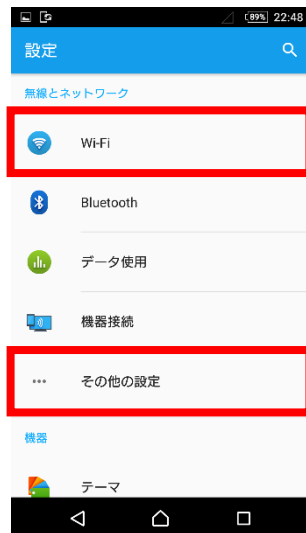 89% 22:48
設定
無線とネットワーク
Wi-Fi
Bluetooth
データ使用
機器接続
その他の設定
機器
テーマ